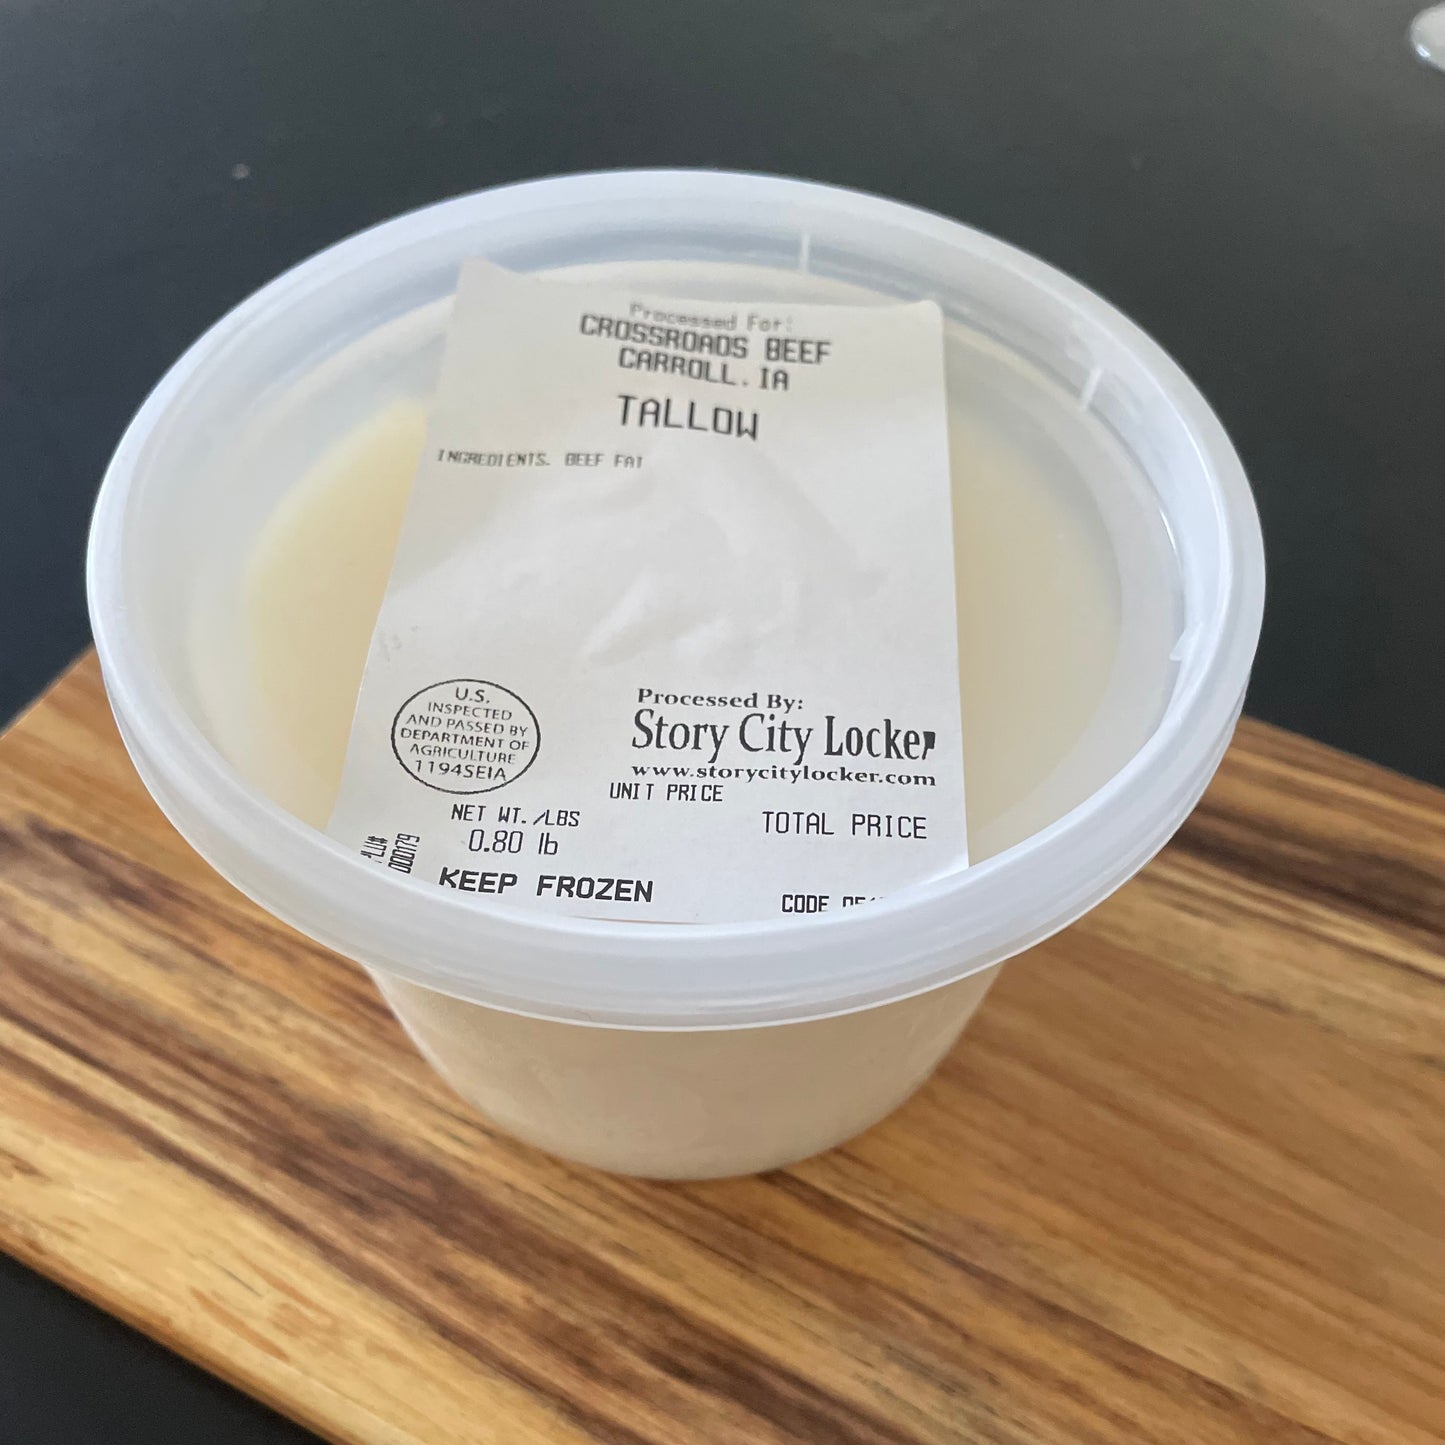 Processed For:
CROSSROADS BEEF
CARROLL, IA
TALLOW
INGREDIENTS. BEEF FAT
U.S.
INSPECTED
AND PASSED BY
DEPARTMENT OF
AGRICULTURE
1194SEIA
Processed By:
Story City Locker
www.storycitylocker.com
UNIT PRICE
NET WT./LBS
TOTAL PRICE
0.80 lb
PLU#
000179
KEEP FROZEN
CODE